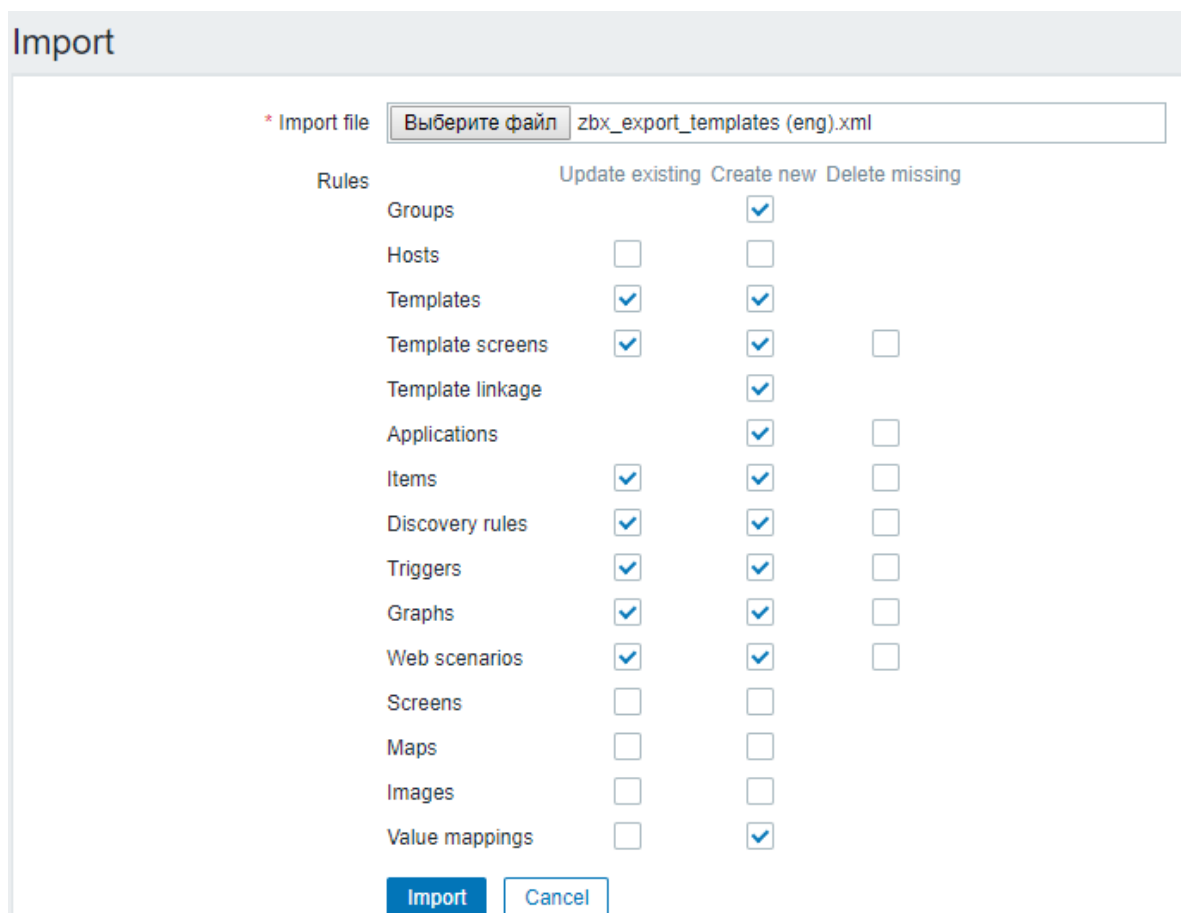 Import
* Import file Выберите файл zbx_export_templates (eng).xml
Rules Update existing Create new Delete missing
Groups
Hosts
Templates
Template screens
Template linkage
Applications
Items
Discovery rules
Triggers
Graphs
Web scenarios
Screens
Maps
Images
Value mappings
Import Cancel